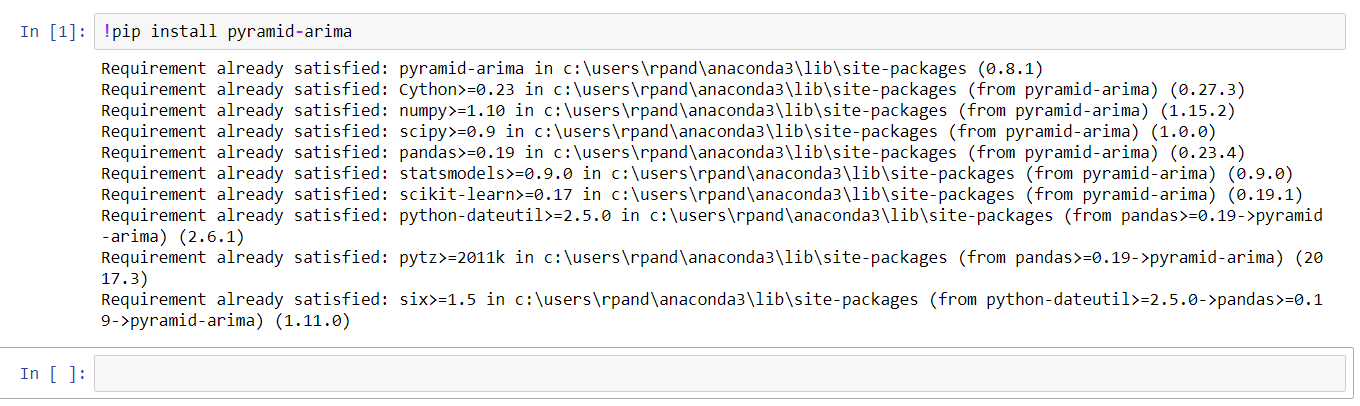 In [1]: !pip install pyramid-arima
Requirement already satisfied: pyramid-arima in c:\users\rpand\anaconda3\lib\site-packages (0.8.1)
Requirement already satisfied: Cython>=0.23 in c:\users\rpand\anaconda3\lib\site-packages (from pyramid-arima) (0.27.3)
Requirement already satisfied: numpy>=1.10 in c:\users\rpand\anaconda3\lib\site-packages (from pyramid-arima) (1.15.2)
Requirement already satisfied: scipy>=0.9 in c:\users\rpand\anaconda3\lib\site-packages (from pyramid-arima) (1.0.0)
Requirement already satisfied: pandas>=0.19 in c:\users\rpand\anaconda3\lib\site-packages (from pyramid-arima) (0.23.4)
Requirement already satisfied: statsmodels>=0.9.0 in c:\users\rpand\anaconda3\lib\site-packages (from pyramid-arima) (0.9.0)
Requirement already satisfied: scikit-learn>=0.17 in c:\users\rpand\anaconda3\lib\site-packages (from pyramid-arima) (0.19.1)
Requirement already satisfied: python-dateutil>=2.5.0 in c:\users\rpand\anaconda3\lib\site-packages (from pandas>=0.19->pyramid
-arima) (2.6.1)
Requirement already satisfied: pytz>=2011k in c:\users\rpand\anaconda3\lib\site-packages (from pandas>=0.19->pyramid-arima) (20
17.3)
Requirement already satisfied: six>=1.5 in c:\users\rpand\anaconda3\lib\site-packages (from python-dateutil>=2.5.0->pandas>=0.1
9->pyramid-arima) (1.11.0)
In [ ]: